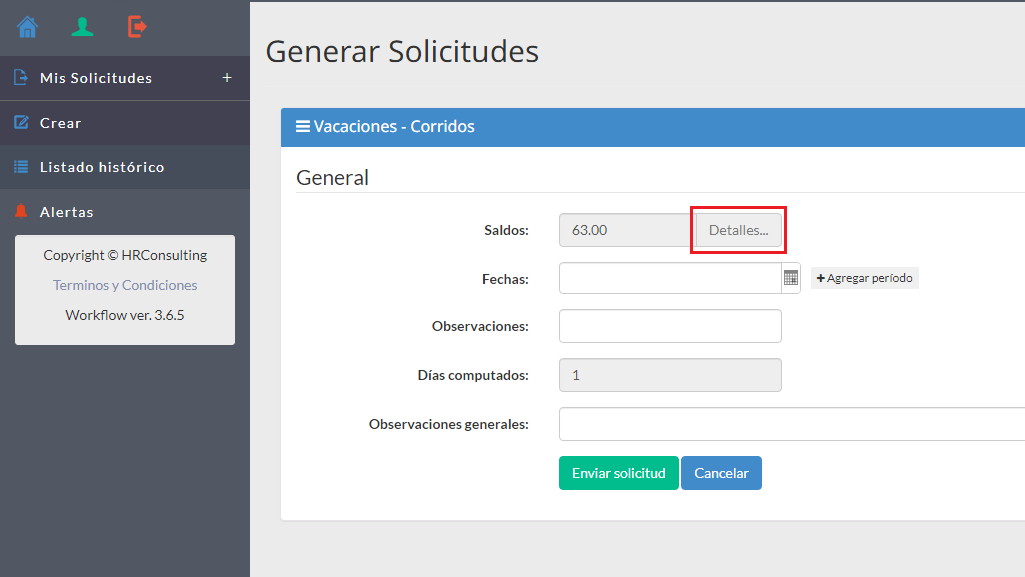 Mis Solicitudes +
Crear
Listado histórico
Alertas
Copyright © HRConsulting
Terminos y Condiciones
Workflow ver. 3.6.5
Generar Solicitudes
Vacaciones - Corridos
General
Saldos: 63.00 Detalles...
Fechas: + Agregar período
Observaciones:
Días computados: 1
Observaciones generales:
Enviar solicitud Cancelar